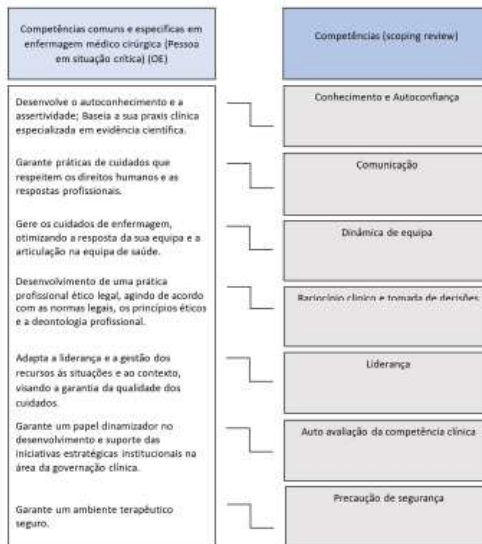 Competências comuns e específicas em
enfermagem médico cirúrgica (Pessoa
em situação crítica) (OE)
Competências (scoping review)
Desenvolve o autoconhecimento e a
assertividade; Baseia a sua praxis clínica
especializada em evidência científica.
Conhecimento e Autoconfiança
Garante práticas de cuidados que
respeitem os direitos humanos e as
respostas profissionais.
Comunicação
Gere os cuidados de enfermagem,
otimizando a resposta da sua equipa e a
articulação na equipa de saúde.
Dinâmica de equipa
Desenvolvimento de uma prática
profissional ético legal, agindo de acordo
com as normas legais, os princípios éticos
e a deontologia profissional.
Raciocínio clínico e tomada de decisões
Adapta a liderança e a gestão dos
recursos às situações e ao contexto,
visando a garantia da qualidade dos
cuidados.
Liderança
Garante um papel dinamizador no
desenvolvimento e suporte das
iniciativas estratégicas institucionais na
área da governação clínica.
Auto avaliação da competência clínica
Garante um ambiente terapêutico
seguro.
Precaução de segurança